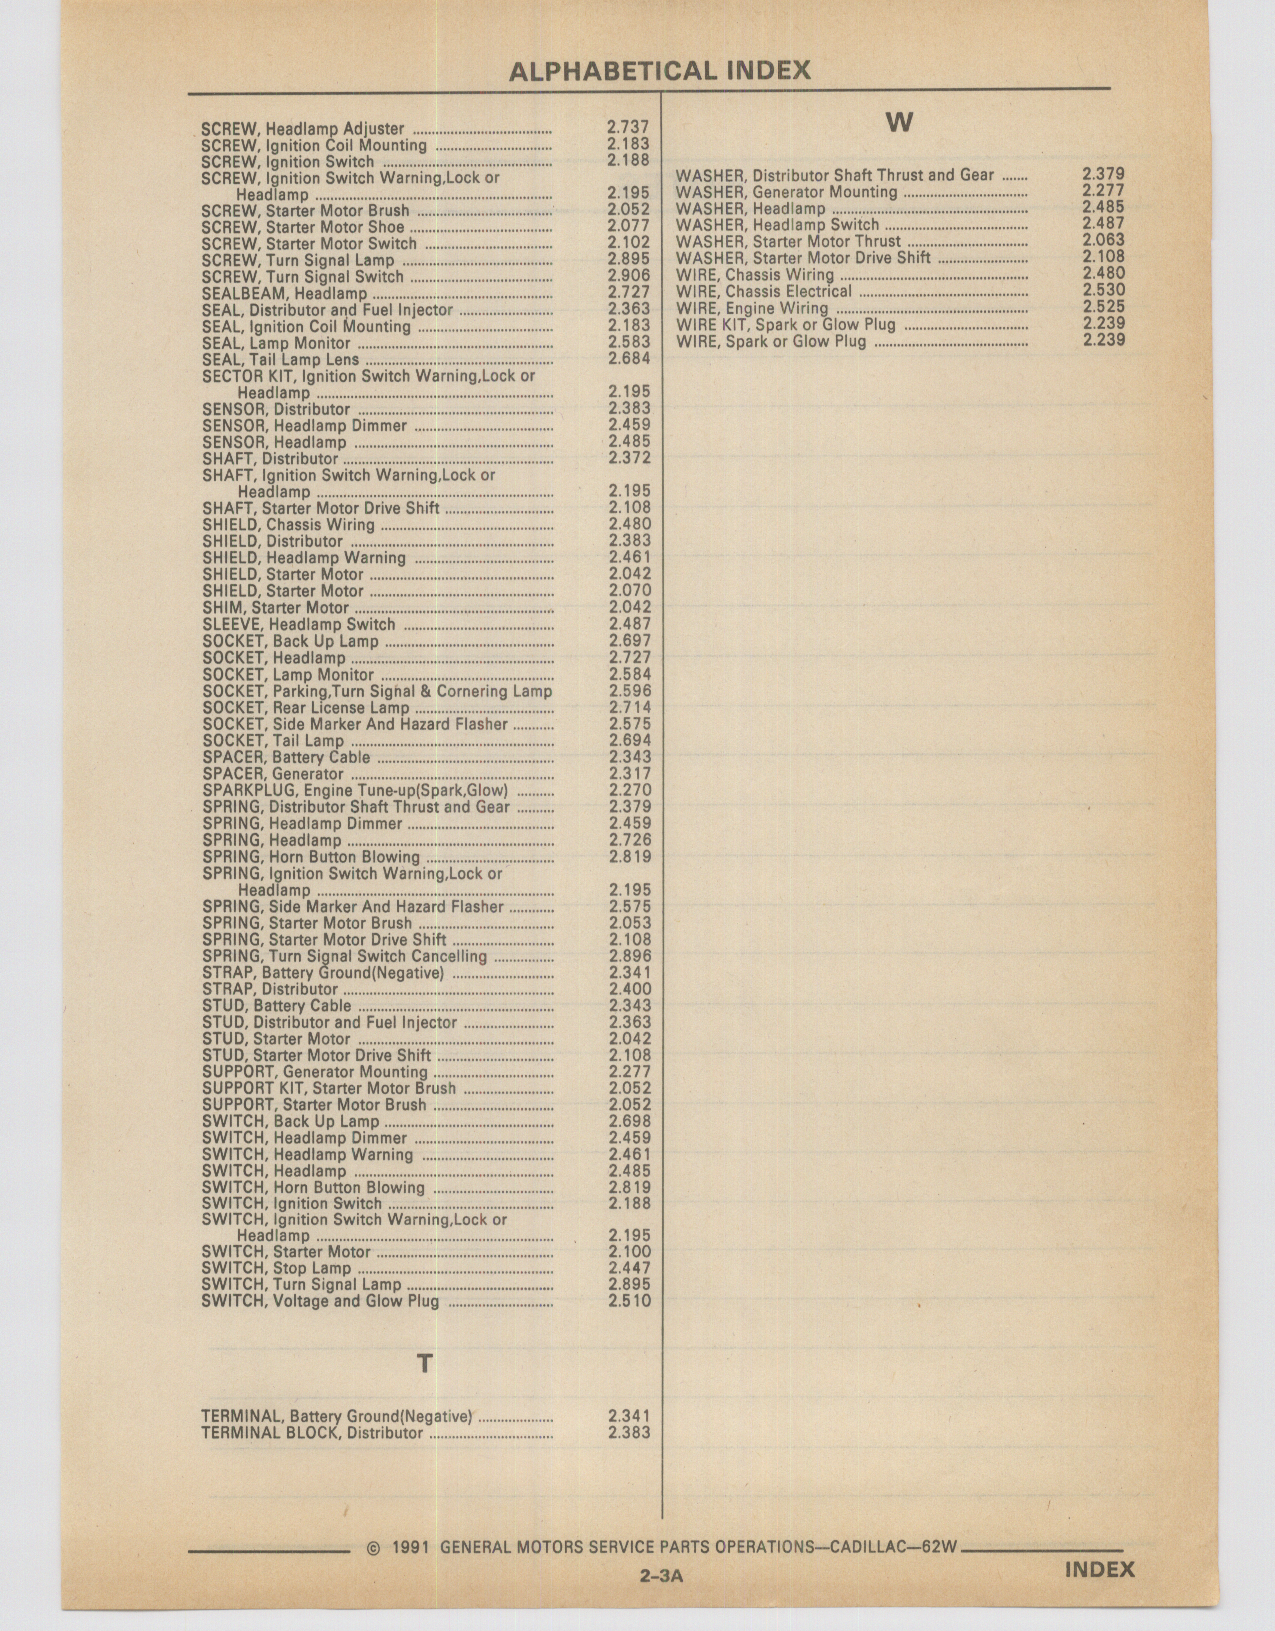 ALPHABETICAL INDEX
SCREW, Headlamp Adjuster .................................... 2.737
SCREW, Ignition Coil Mounting .............................. 2.183
SCREW, Ignition Switch ........................................... 2.188
SCREW, Ignition Switch Warning,Lock or
Headlamp ............................................................ 2.195
SCREW, Starter Motor Brush ................................... 2.052
SCREW, Starter Motor Shoe ..................................... 2.077
SCREW, Starter Motor Switch ................................. 2.102
SCREW, Turn Signal Lamp ...................................... 2.895
SCREW, Turn Signal Switch .................................... 2.906
SEALBEAM, Headlamp .............................................. 2.727
SEAL, Distributor and Fuel Injector ........................ 2.363
SEAL, Ignition Coil Mounting ................................... 2.183
SEAL, Lamp Monitor .................................................. 2.583
SEAL, Tail Lamp Lens ................................................ 2.684
SECTOR KIT, Ignition Switch Warning,Lock or
Headlamp ............................................................ 2.195
SENSOR, Distributor .................................................. 2.383
SENSOR, Headlamp Dimmer ................................... 2.459
SENSOR, Headlamp ................................................... 2.485
SHAFT, Distributor ...................................................... 2.372
SHAFT, Ignition Switch Warning,Lock or
Headlamp ............................................................ 2.195
SHAFT, Starter Motor Drive Shift ............................ 2.108
SHIELD, Chassis Wiring ............................................ 2.480
SHIELD, Distributor .................................................... 2.383
SHIELD, Headlamp Warning ................................... 2.461
SHIELD, Starter Motor ............................................... 2.042
SHIELD, Starter Motor ............................................... 2.070
SHIM, Starter Motor ................................................... 2.042
SLEEVE, Headlamp Switch ...................................... 2.487
SOCKET, Back Up Lamp ........................................... 2.697
SOCKET, Headlamp .................................................... 2.727
SOCKET, Lamp Monitor ............................................ 2.584
SOCKET, Parking,Turn Signal & Cornering Lamp 2.596
SOCKET, Rear License Lamp ................................... 2.714
SOCKET, Side Marker And Hazard Flasher ........... 2.575
SOCKET, Tail Lamp .................................................... 2.694
SPACER, Battery Cable ............................................. 2.343
SPACER, Generator .................................................... 2.317
SPARKPLUG, Engine Tune-up(Spark,Glow) .......... 2.270
SPRING, Distributor Shaft Thrust and Gear .......... 2.379
SPRING, Headlamp Dimmer ..................................... 2.459
SPRING, Headlamp ..................................................... 2.726
SPRING, Horn Button Blowing ................................. 2.819
SPRING, Ignition Switch Warning,Lock or
Headlamp ............................................................ 2.195
SPRING, Side Marker And Hazard Flasher ............ 2.575
SPRING, Starter Motor Brush ................................... 2.053
SPRING, Starter Motor Drive Shift .......................... 2.108
SPRING, Turn Signal Switch Cancelling ................ 2.896
STRAP, Battery Ground(Negative) .......................... 2.341
STRAP, Distributor ...................................................... 2.400
STUD, Battery Cable .................................................. 2.343
STUD, Distributor and Fuel Injector ....................... 2.363
STUD, Starter Motor .................................................. 2.042
STUD, Starter Motor Drive Shift .............................. 2.108
SUPPORT, Generator Mounting ............................... 2.277
SUPPORT KIT, Starter Motor Brush ....................... 2.052
SUPPORT, Starter Motor Brush ............................... 2.052
SWITCH, Back Up Lamp ........................................... 2.698
SWITCH, Headlamp Dimmer ................................... 2.459
SWITCH, Headlamp Warning .................................. 2.461
SWITCH, Headlamp ................................................... 2.485
SWITCH, Horn Button Blowing ............................... 2.819
SWITCH, Ignition Switch .......................................... 2.188
SWITCH, Ignition Switch Warning,Lock or
Headlamp ............................................................ 2.195
SWITCH, Starter Motor ............................................. 2.100
SWITCH, Stop Lamp .................................................. 2.447
SWITCH, Turn Signal Lamp ..................................... 2.895
SWITCH, Voltage and Glow Plug ........................... 2.510
T
TERMINAL, Battery Ground(Negative) .................... 2.341
TERMINAL BLOCK, Distributor ................................ 2.383
W
WASHER, Distributor Shaft Thrust and Gear ....... 2.379
WASHER, Generator Mounting ................................ 2.277
WASHER, Headlamp .................................................. 2.485
WASHER, Headlamp Switch ..................................... 2.487
WASHER, Starter Motor Thrust ............................... 2.063
WASHER, Starter Motor Drive Shift ....................... 2.108
WIRE, Chassis Wiring ................................................ 2.480
WIRE, Chassis Electrical ........................................... 2.530
WIRE, Engine Wiring ................................................. 2.525
WIRE KIT, Spark or Glow Plug ................................ 2.239
WIRE, Spark or Glow Plug ........................................ 2.239
© 1991 GENERAL MOTORS SERVICE PARTS OPERATIONS—CADILLAC—62W
2–3A
INDEX